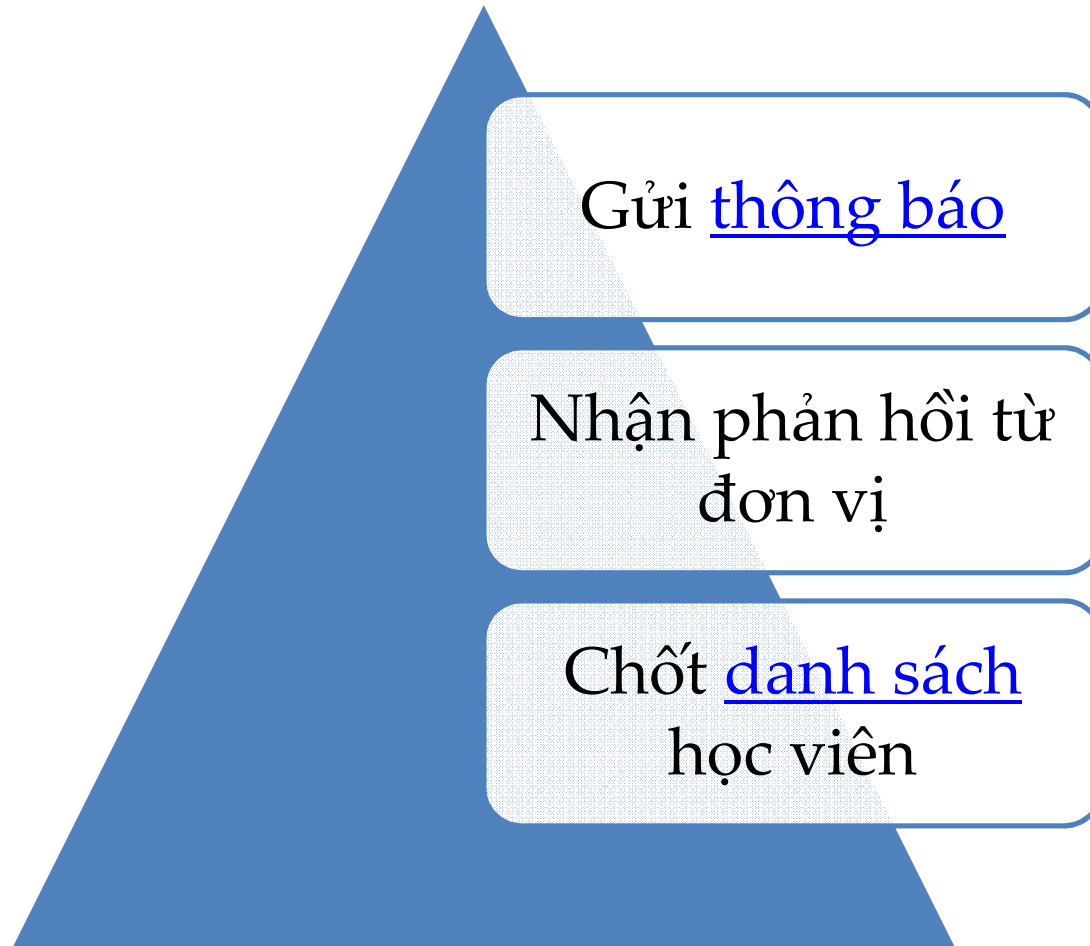 Gửi thông báo
Nhận phản hồi từ
đơn vị
Chốt danh sách
học viên